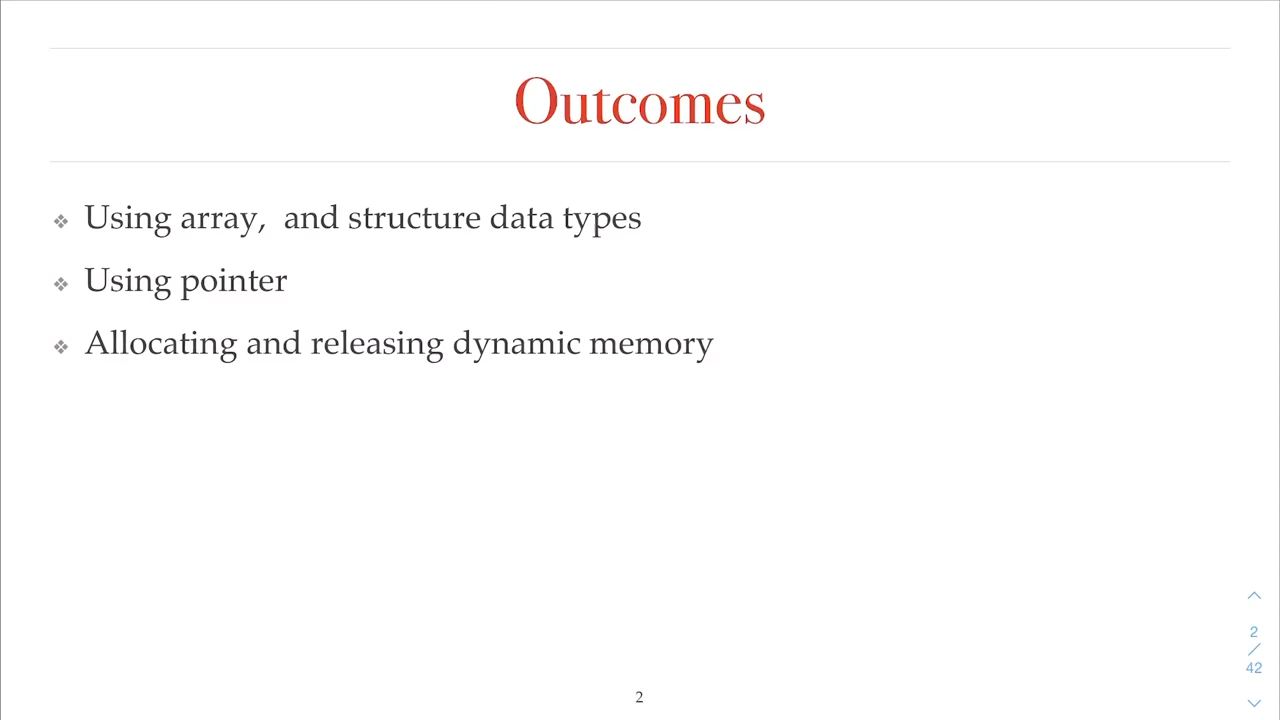 Outcomes
❖ Using array,  and structure data types
❖ Using pointer
❖ Allocating and releasing dynamic memory
2
/
42
2